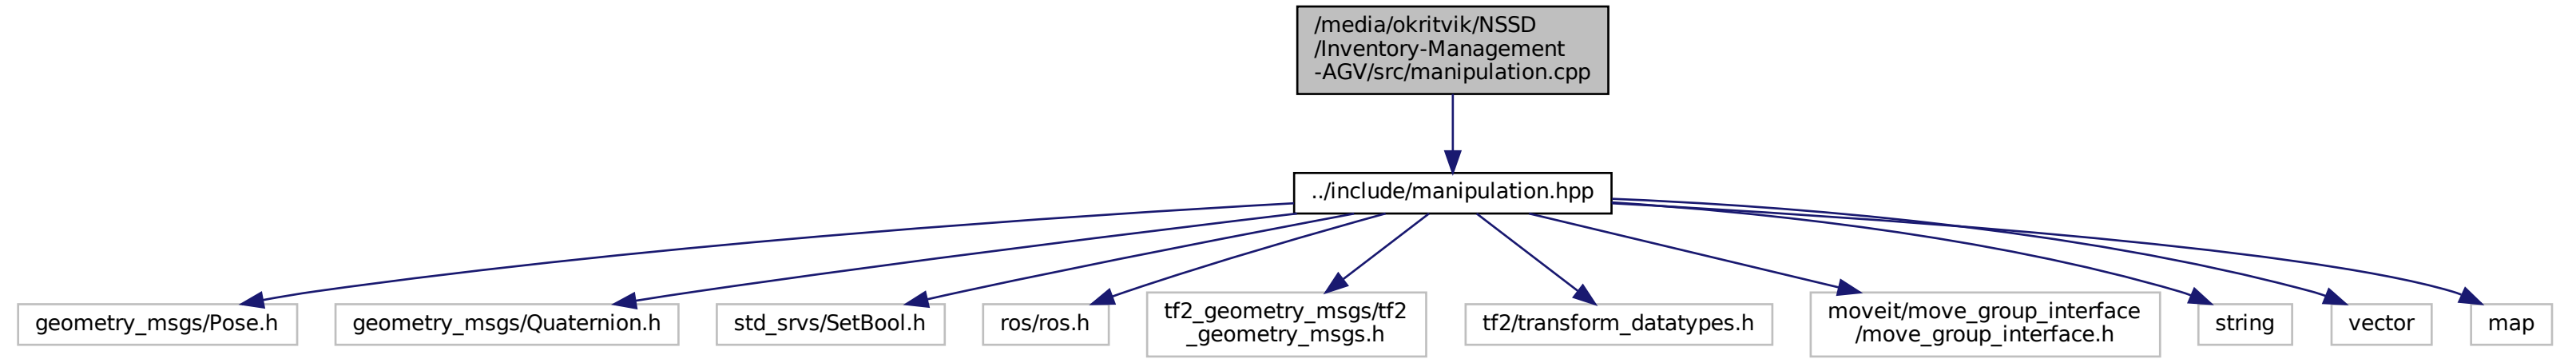 /media/okritvik/NSSD
/Inventory-Management
-AGV/src/manipulation.cpp
../include/manipulation.hpp
geometry_msgs/Pose.h
geometry_msgs/Quaternion.h
std_srvs/SetBool.h
ros/ros.h
tf2_geometry_msgs/tf2
_geometry_msgs.h
tf2/transform_datatypes.h
moveit/move_group_interface
/move_group_interface.h
string
vector
map